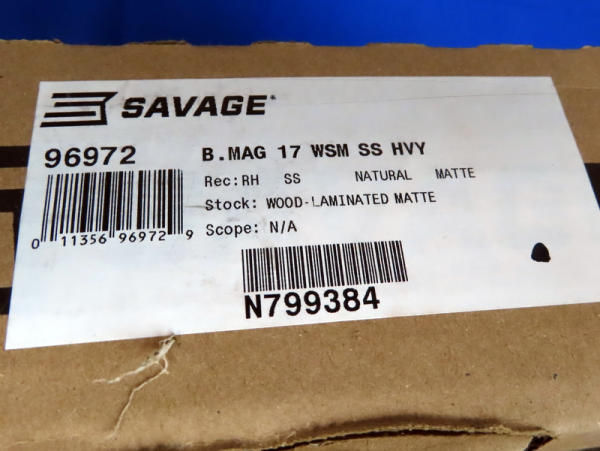 SAVAGE®
96972 B.MAG 17 WSM SS HVY
Rec:RH SS NATURAL MATTE
Stock: WOOD-LAMINATED MATTE
Scope: N/A
0 11356 96972 9
N799384